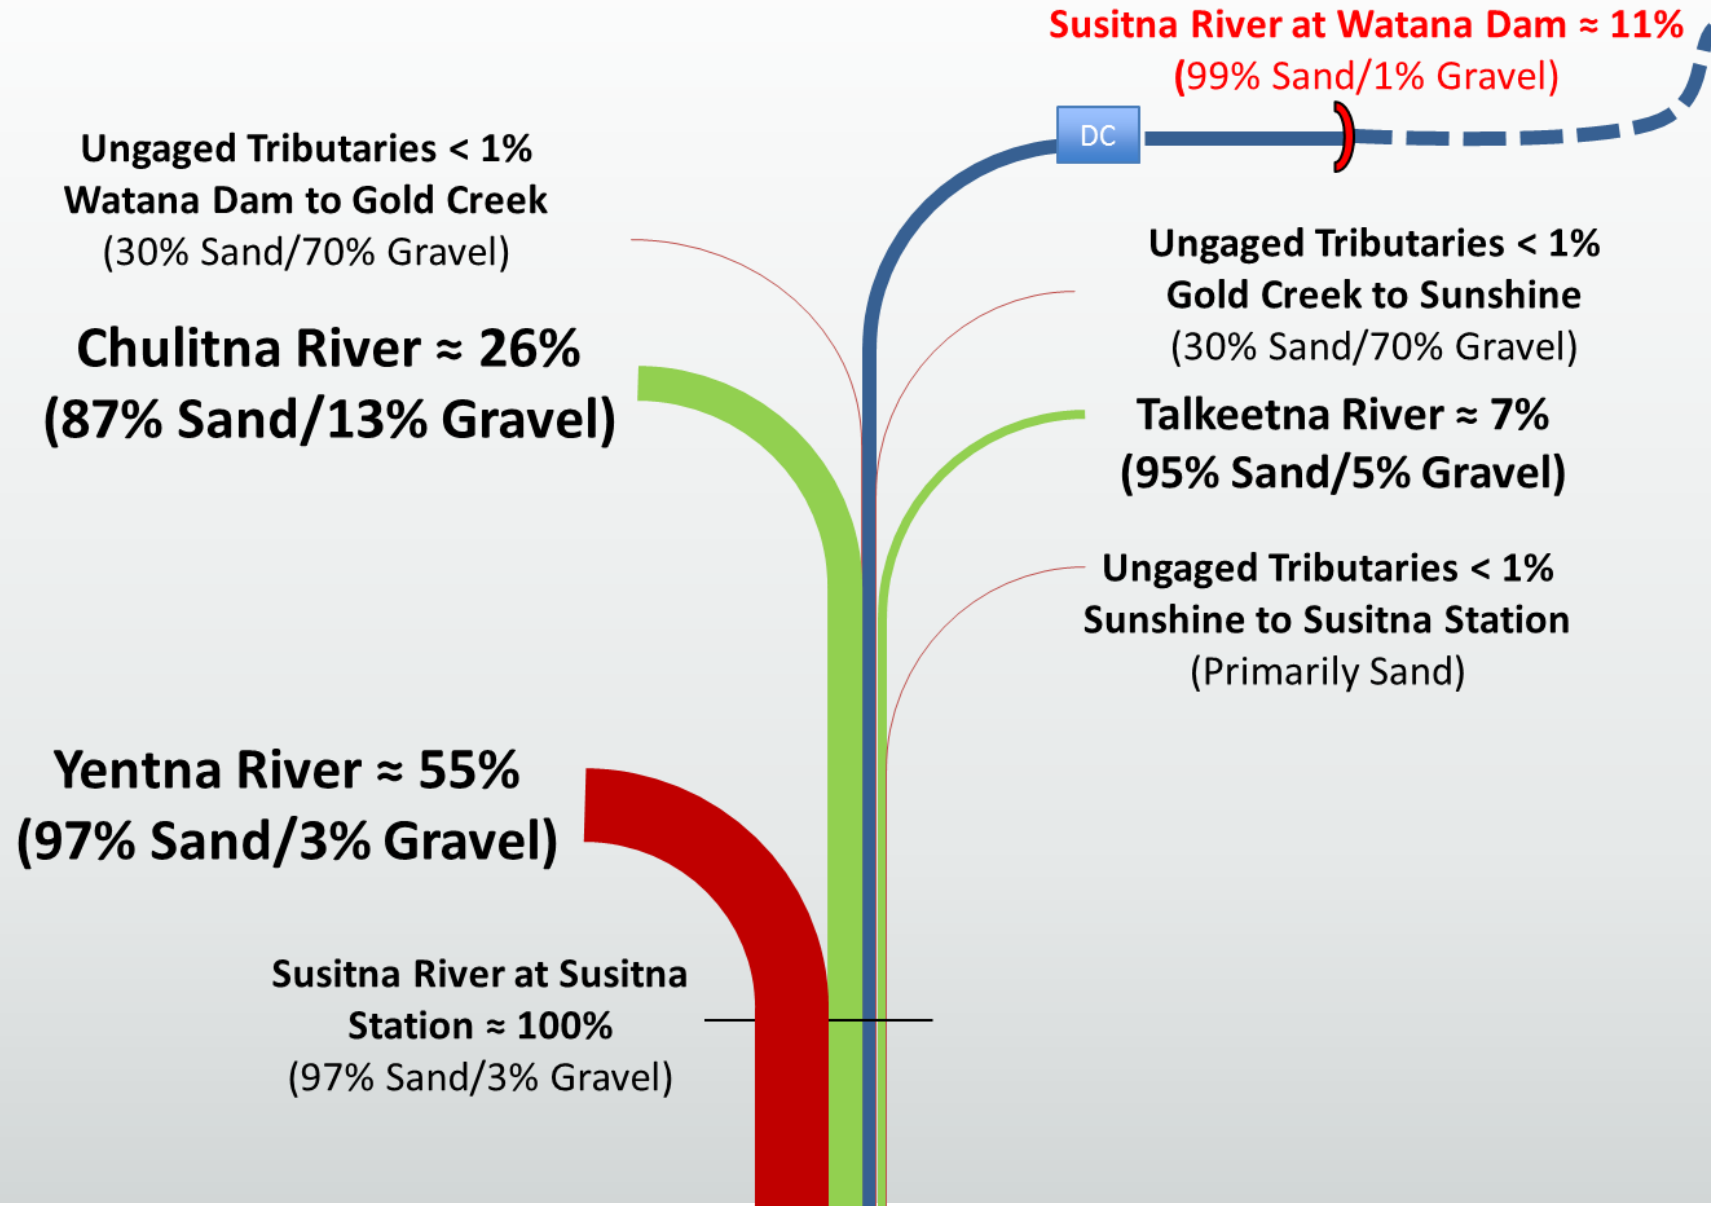 Susitna River at Watana Dam ≈ 11%
(99% Sand/1% Gravel)
DC
Ungaged Tributaries < 1%
Watana Dam to Gold Creek
(30% Sand/70% Gravel)
Ungaged Tributaries < 1%
Gold Creek to Sunshine
(30% Sand/70% Gravel)
Chulitna River ≈ 26%
(87% Sand/13% Gravel)
Talkeetna River ≈ 7%
(95% Sand/5% Gravel)
Ungaged Tributaries < 1%
Sunshine to Susitna Station
(Primarily Sand)
Yentna River ≈ 55%
(97% Sand/3% Gravel)
Susitna River at Susitna
Station ≈ 100%
(97% Sand/3% Gravel)